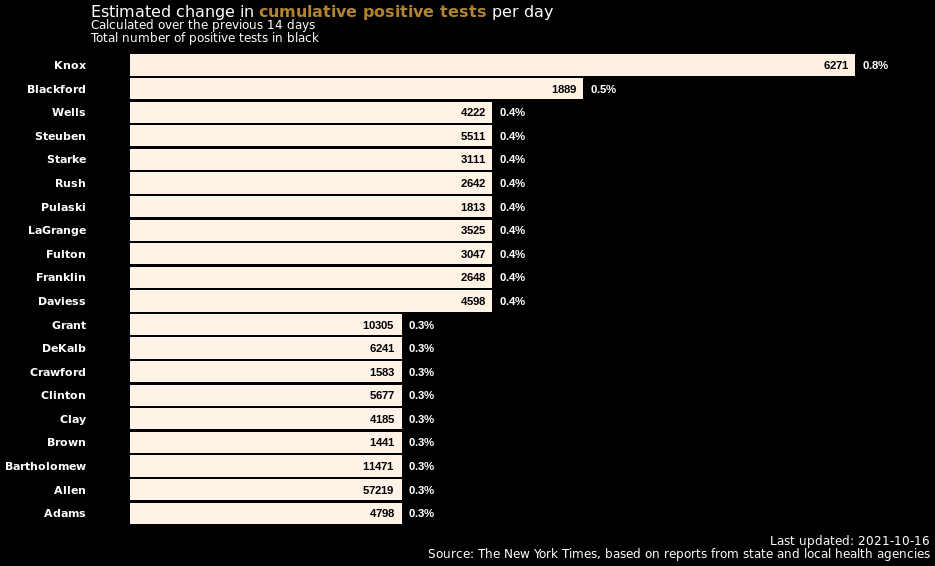 Estimated change in cumulative positive tests per day
Calculated over the previous 14 days
Total number of positive tests in black
Knox 6271 0.8%
Blackford 1889 0.5%
Wells 4222 0.4%
Steuben 5511 0.4%
Starke 3111 0.4%
Rush 2642 0.4%
Pulaski 1813 0.4%
LaGrange 3525 0.4%
Fulton 3047 0.4%
Franklin 2648 0.4%
Daviess 4598 0.4%
Grant 10305 0.3%
DeKalb 6241 0.3%
Crawford 1583 0.3%
Clinton 5677 0.3%
Clay 4185 0.3%
Brown 1441 0.3%
Bartholomew 11471 0.3%
Allen 57219 0.3%
Adams 4798 0.3%
Last updated: 2021-10-16
Source: The New York Times, based on reports from state and local health agencies